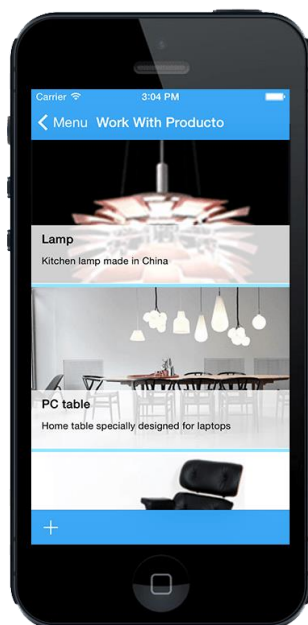 Carrier 3:04 PM
Menu Work With Producto
Lamp
Kitchen lamp made in China
PC table
Home table specially designed for laptops
+